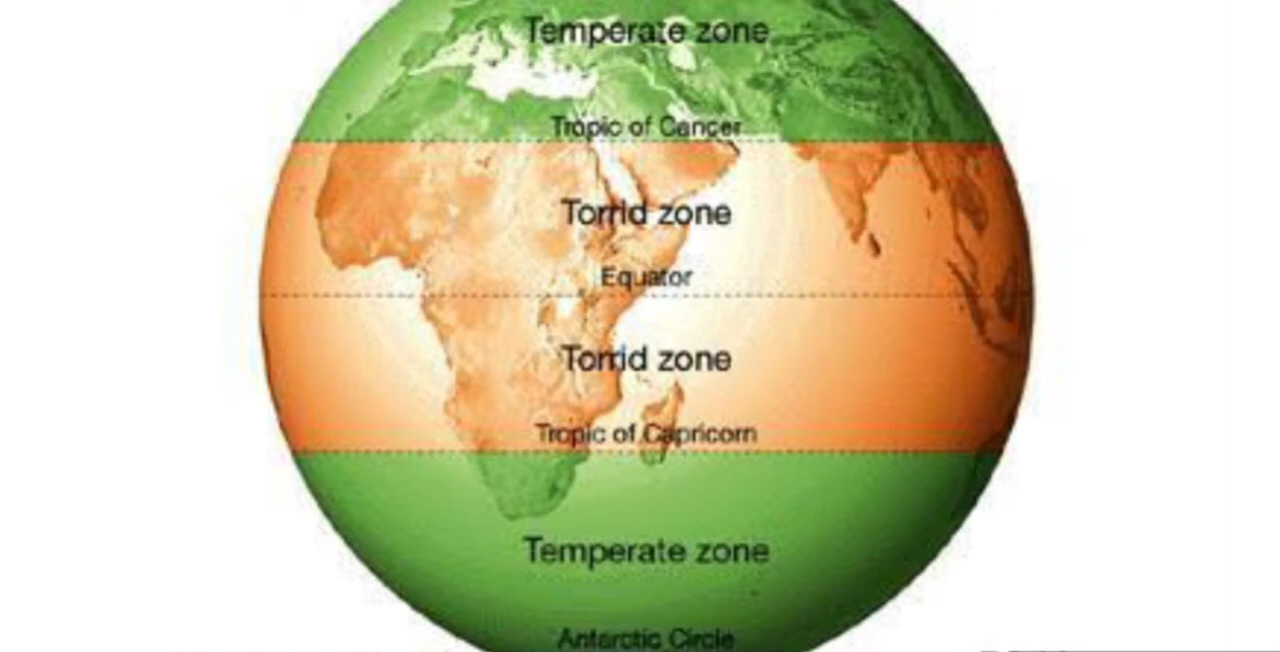 Temperate zone
Tropic of Cancer
Torrid zone
Equator
Torrid zone
Tropic of Capricorn
Temperate zone
Antarctic Circle